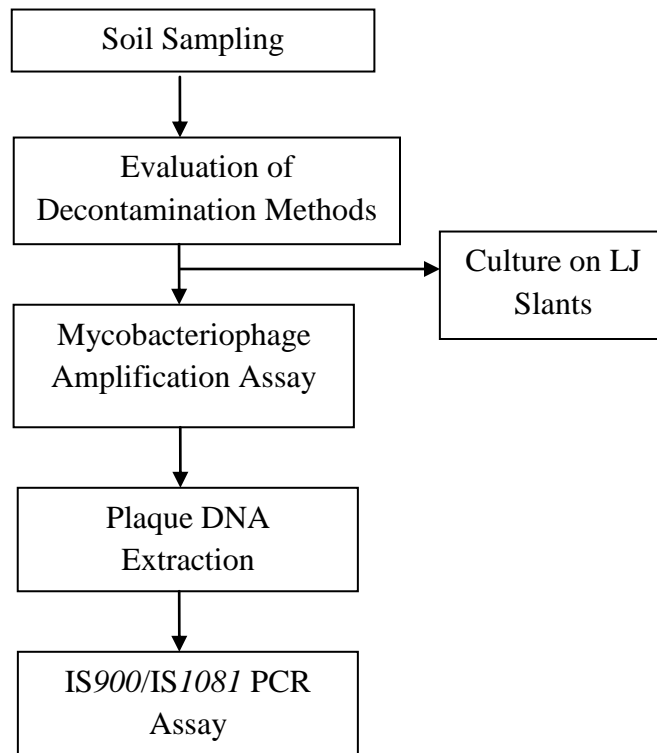 Soil Sampling
Evaluation of
Decontamination Methods
Culture on LJ
Slants
Mycobacteriophage
Amplification Assay
Plaque DNA
Extraction
IS900/IS1081 PCR
Assay